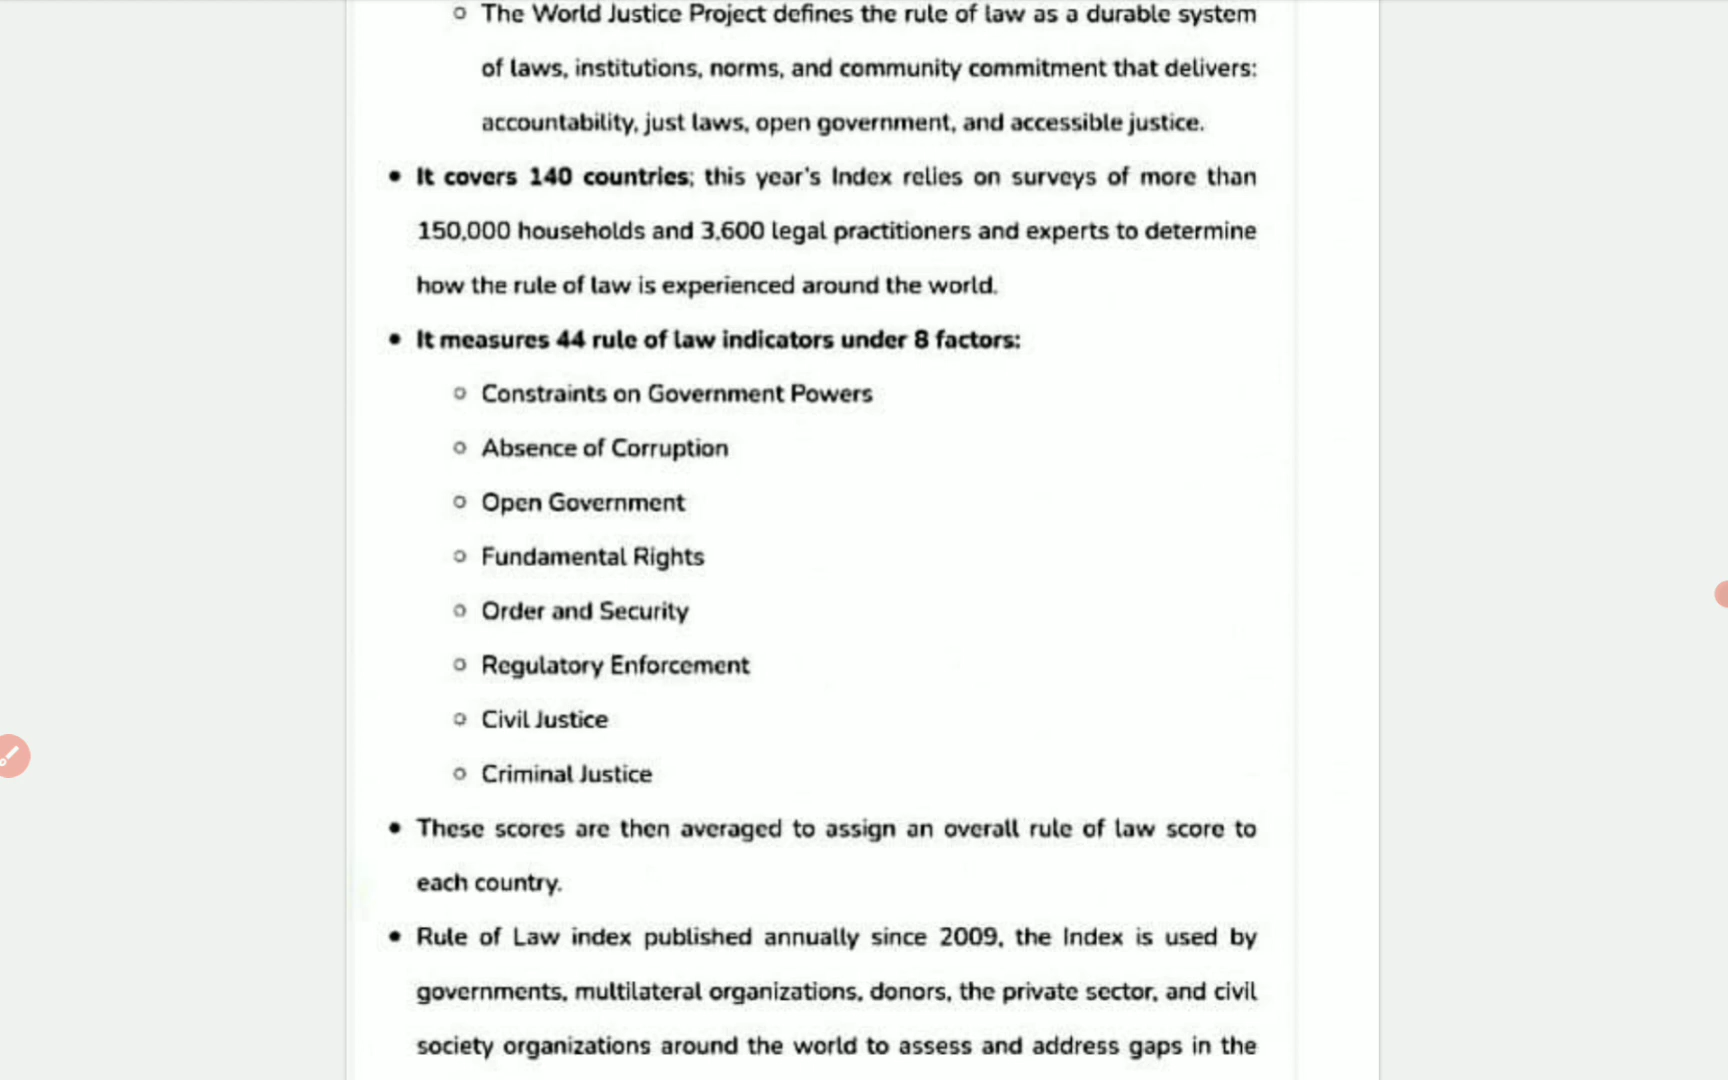 The World Justice Project defines the rule of law as a durable system
of laws, institutions, norms, and community commitment that delivers:
accountability, just laws, open government, and accessible justice.
It covers 140 countries; this year's Index relies on surveys of more than
150,000 households and 3,600 legal practitioners and experts to determine
how the rule of law is experienced around the world.
It measures 44 rule of law indicators under 8 factors:
Constraints on Government Powers
Absence of Corruption
Open Government
Fundamental Rights
Order and Security
Regulatory Enforcement
Civil Justice
Criminal Justice
These scores are then averaged to assign an overall rule of law score to
each country.
Rule of Law index published annually since 2009, the Index is used by
governments, multilateral organizations, donors, the private sector, and civil
society organizations around the world to assess and address gaps in the